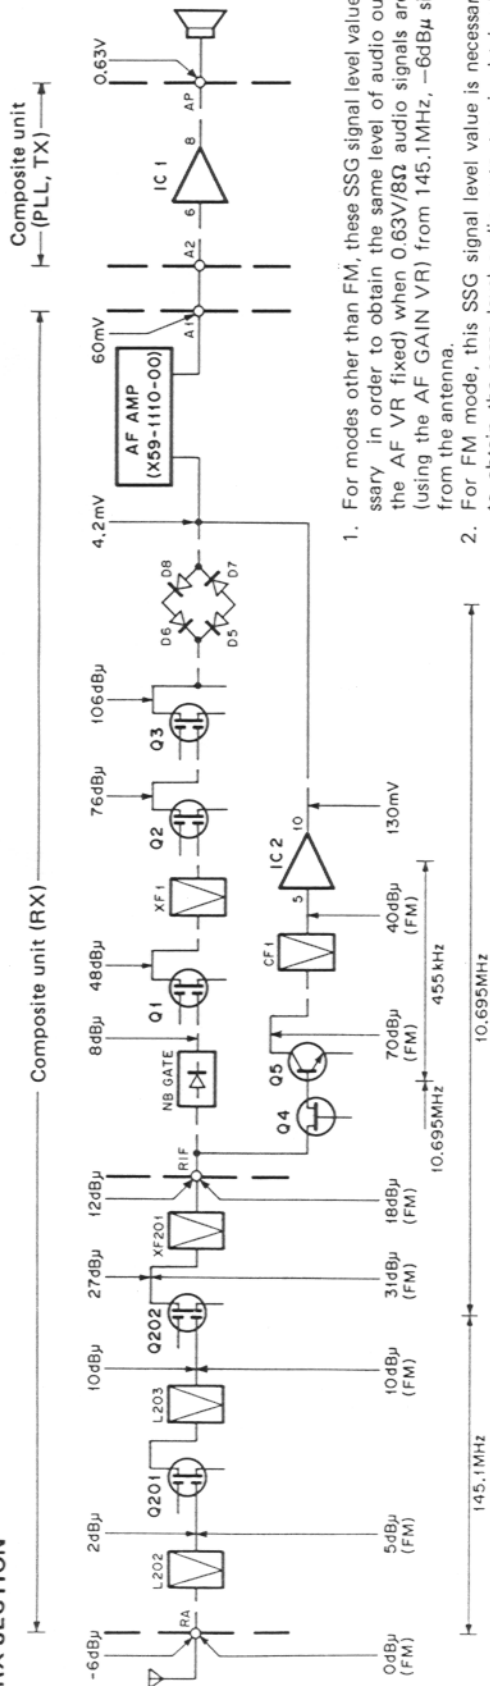 RX SECTION
Composite unit (RX)
Composite unit
(PLL, TX)
-6dBμ
2dBμ
10dBμ
27dBμ
12dBμ
8dBμ
48dBμ
76dBμ
106dBμ
4.2mV
60mV
0.63V
RA
L202
Q201
L203
Q202
XF201
RIF
NB GATE
Q1
XF1
Q2
Q3
D6
D8
D5
D7
AF AMP
(X59-1110-00)
A1
A2
6
IC1
8
AP
Q4
Q5
CF1
5
IC2
10
0dBμ
(FM)
5dBμ
(FM)
10dBμ
(FM)
31dBμ
(FM)
18dBμ
(FM)
70dBμ
(FM)
40dBμ
(FM)
130mV
10.695MHz
455kHz
145.1MHz
10.695MHz
1. For modes other than FM, these SSG signal level value
ssary in order to obtain the same level of audio ou
the AF VR fixed) when 0.63V/8Ω audio signals are
(using the AF GAIN VR) from 145.1MHz, −6dBμ si
from the antenna.
2. For FM mode, this SSG signal level value is necessar